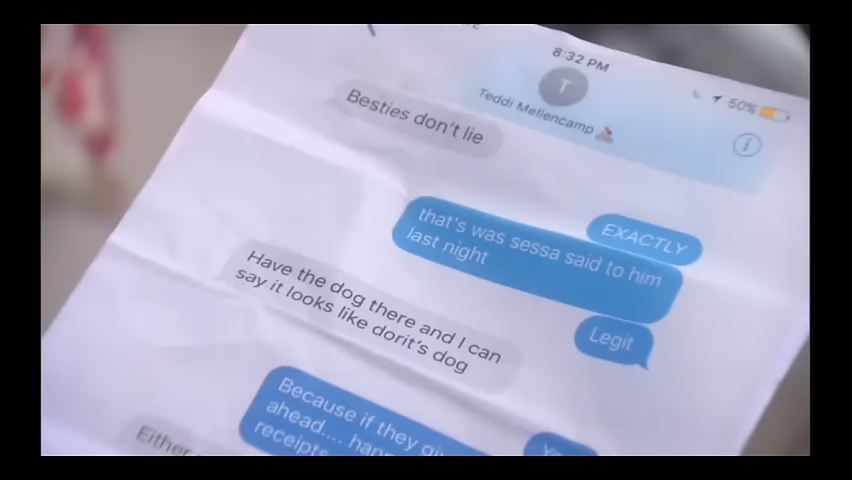 8:32 PM
50%
T
Teddi Mellencamp
Besties don't lie
EXACTLY
that's was sessa said to him
last night
Legit
Have the dog there and I can
say it looks like dorit's dog
Because if they
ahead....
receipts
Either